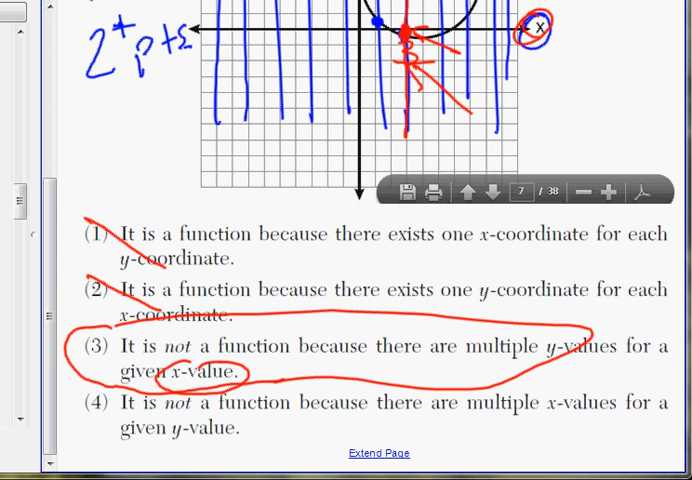 2+ pts
x
7 / 38
(1) It is a function because there exists one x-coordinate for each
y-coordinate.
(2) It is a function because there exists one y-coordinate for each
x-coordinate.
(3) It is not a function because there are multiple y-values for a
given x-value.
(4) It is not a function because there are multiple x-values for a
given y-value.
Extend Page